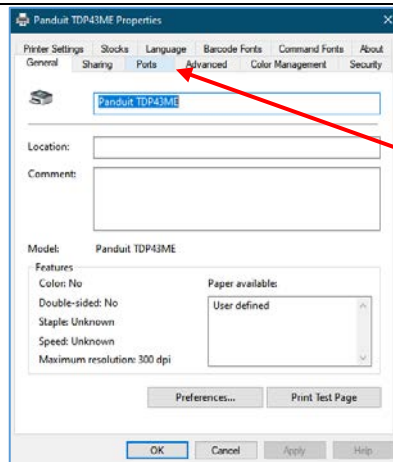 Panduit TDP43ME Properties
Printer Settings Stocks Language Barcode Fonts Command Fonts About
General Sharing Ports Advanced Color Management Security
Panduit TDP43ME
Location:
Comment:
Model: Panduit TDP43ME
Features
Color: No
Paper available:
Double-sided: No
User defined
Staple: Unknown
Speed: Unknown
Maximum resolution: 300 dpi
Preferences... Print Test Page
OK Cancel Apply Help